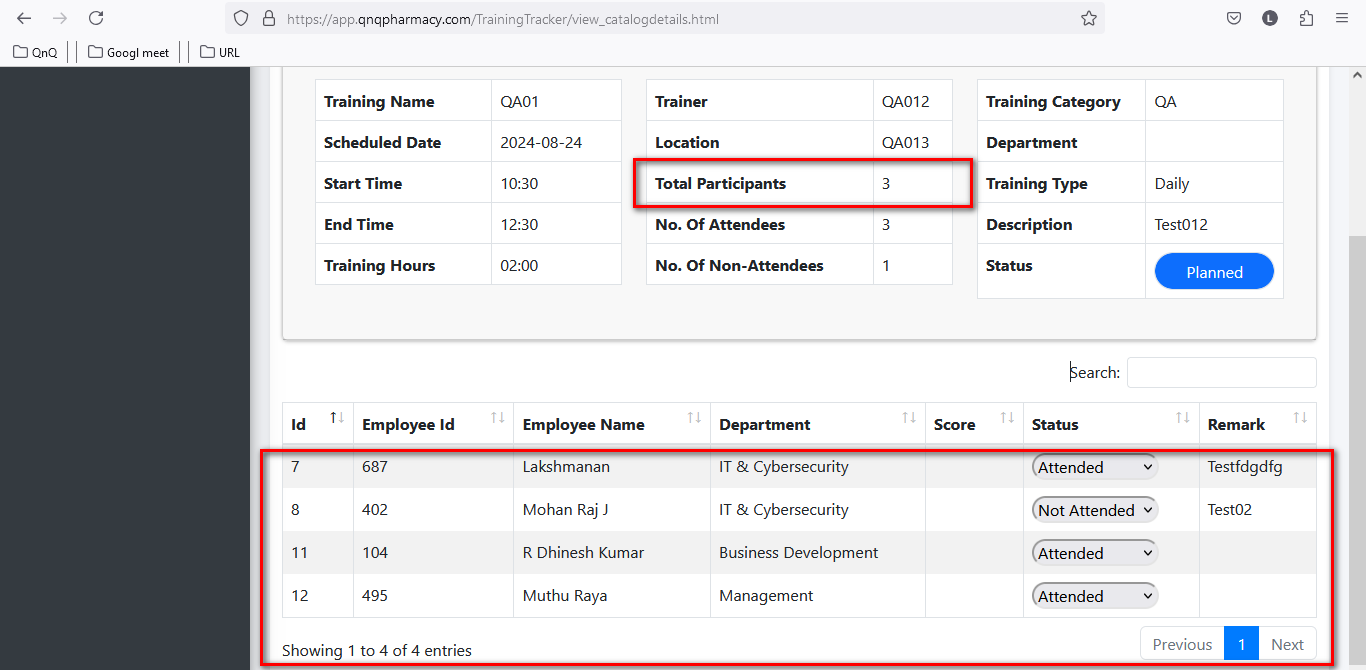 https://app.qnqpharmacy.com/TrainingTracker/view_catalogdetails.html
L
QnQ Googl meet URL
Training Name QA01 Trainer QA012 Training Category QA
Scheduled Date 2024-08-24 Location QA013 Department
Start Time 10:30 Total Participants 3 Training Type Daily
End Time 12:30 No. Of Attendees 3 Description Test012
Training Hours 02:00 No. Of Non-Attendees 1 Status Planned
Search:
Id Employee Id Employee Name Department Score Status Remark
7 687 Lakshmanan IT & Cybersecurity Attended Testfdgdfg
8 402 Mohan Raj J IT & Cybersecurity Not Attended Test02
11 104 R Dhinesh Kumar Business Development Attended
12 495 Muthu Raya Management Attended
Showing 1 to 4 of 4 entries Previous 1 Next